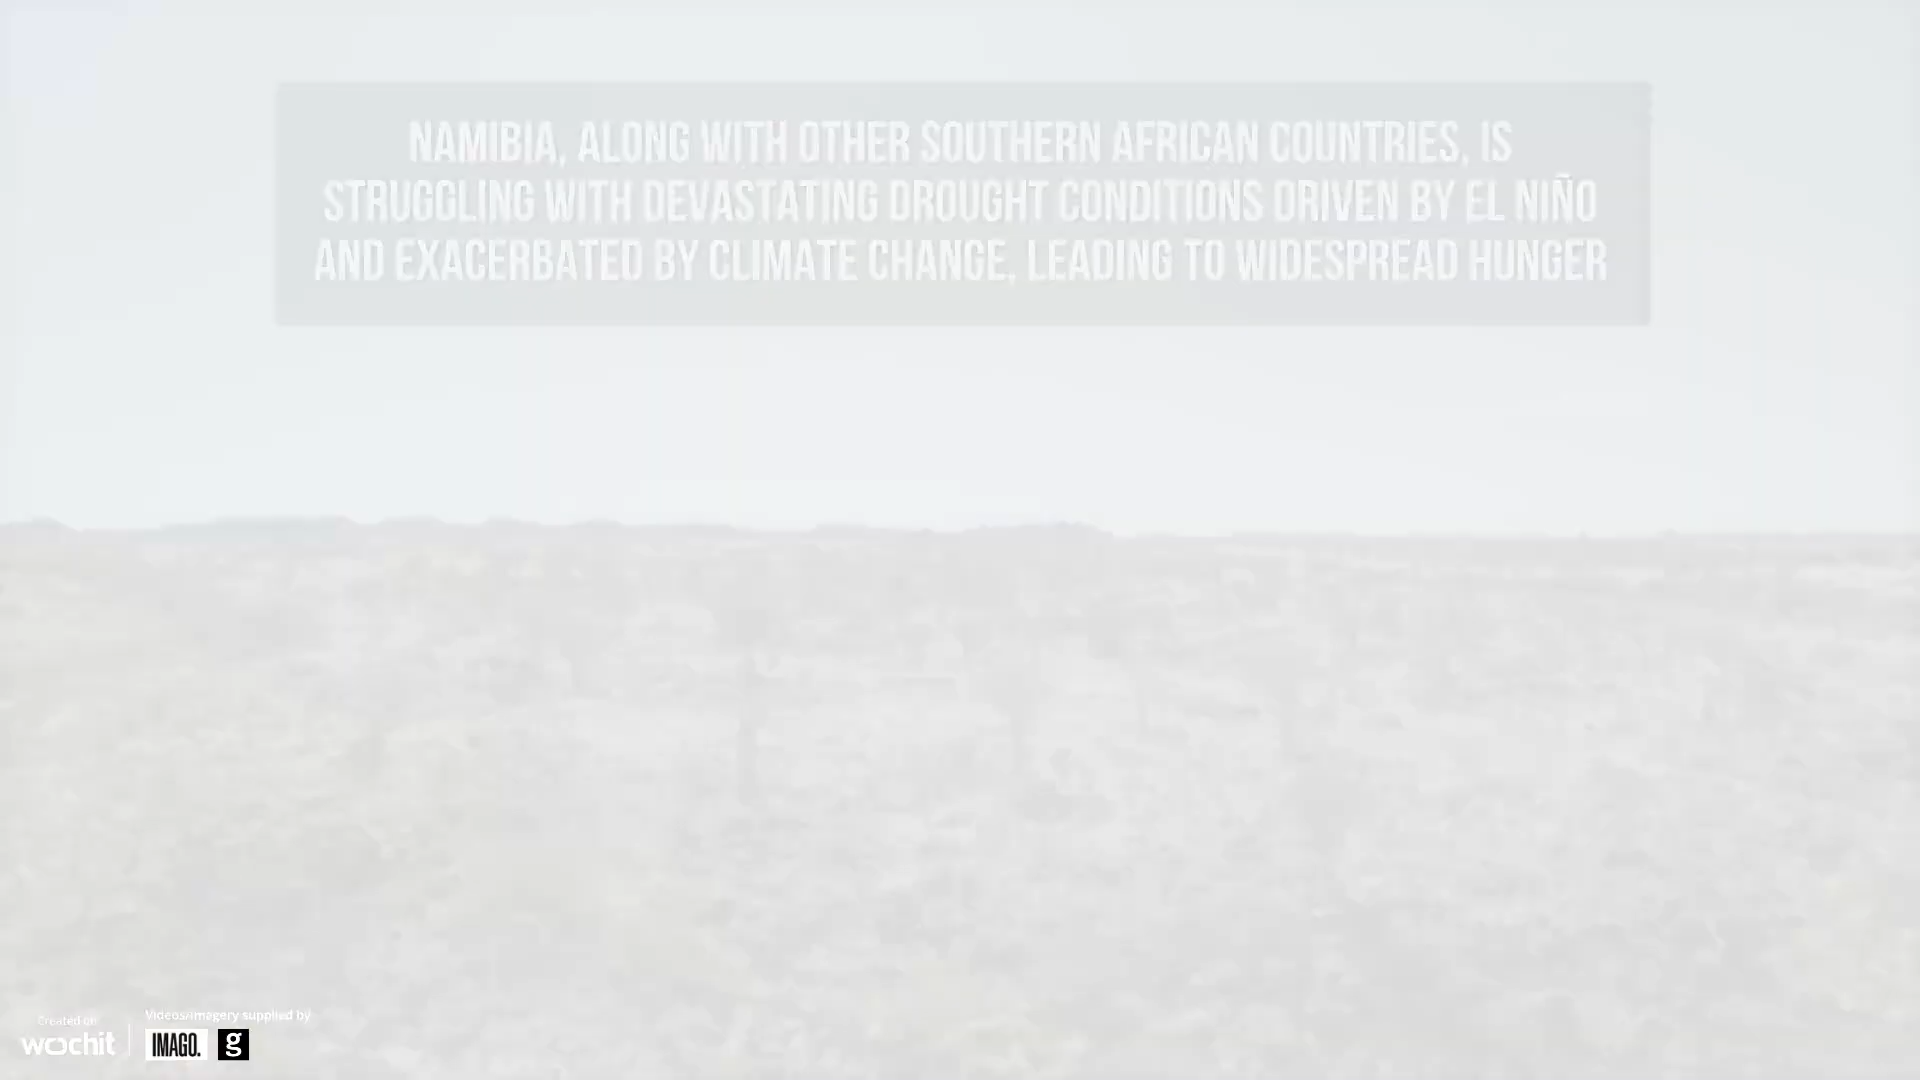 NAMIBIA, ALONG WITH OTHER SOUTHERN AFRICAN COUNTRIES, IS
STRUGGLING WITH DEVASTATING DROUGHT CONDITIONS DRIVEN BY EL NIÑO
AND EXACERBATED BY CLIMATE CHANGE, LEADING TO WIDESPREAD HUNGER
Created on
wochit
Videos/imagery supplied by
IMAGO. g